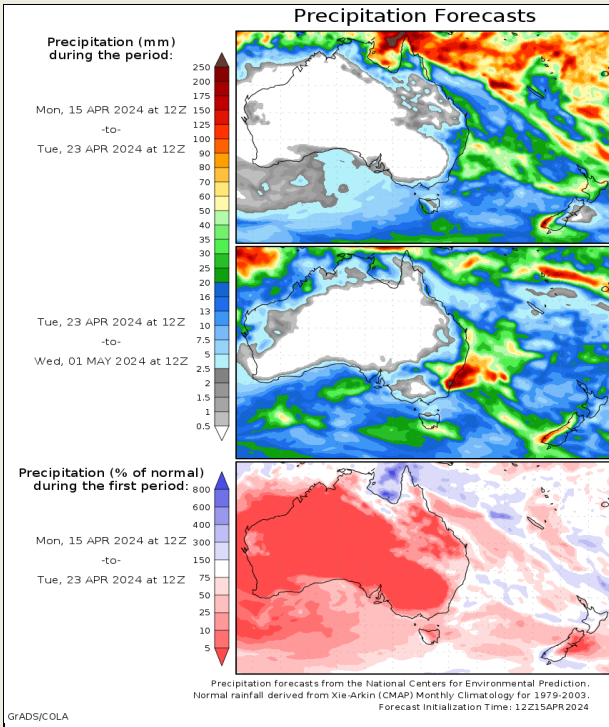 Precipitation Forecasts
Precipitation (mm)
during the period:
Mon, 15 APR 2024 at 12Z
-to-
Tue, 23 APR 2024 at 12Z
250
200
175
150
125
100
90
80
70
60
50
40
35
30
25
20
16
13
10
7.5
5
2.5
2
1.5
1
0.5
Tue, 23 APR 2024 at 12Z
-to-
Wed, 01 MAY 2024 at 12Z
Precipitation (% of normal)
during the first period:
800
600
400
300
150
75
50
25
10
5
Mon, 15 APR 2024 at 12Z
-to-
Tue, 23 APR 2024 at 12Z
Precipitation forecasts from the National Centers for Environmental Prediction.
Normal rainfall derived from Xie-Arkin (CMAP) Monthly Climatology for 1979-2003.
Forecast Initialization Time: 12Z15APR2024
GrADS/COLA